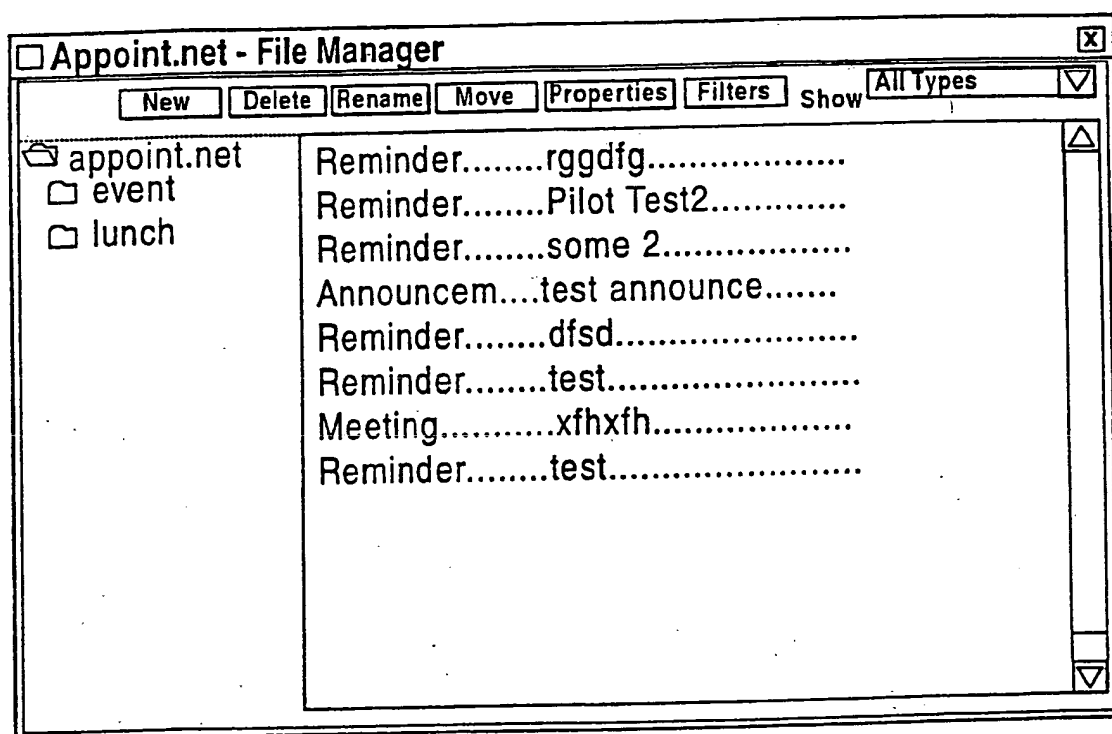 Appoint.net - File Manager X
New Delete Rename Move Properties Filters Show All Types
appoint.net
event
lunch
Reminder........rggdfg...................
Reminder........Pilot Test2.............
Reminder........some 2..................
Announcem....test announce.......
Reminder........dfsd.......................
Reminder........test........................
Meeting...........xfhxfh...................
Reminder........test........................